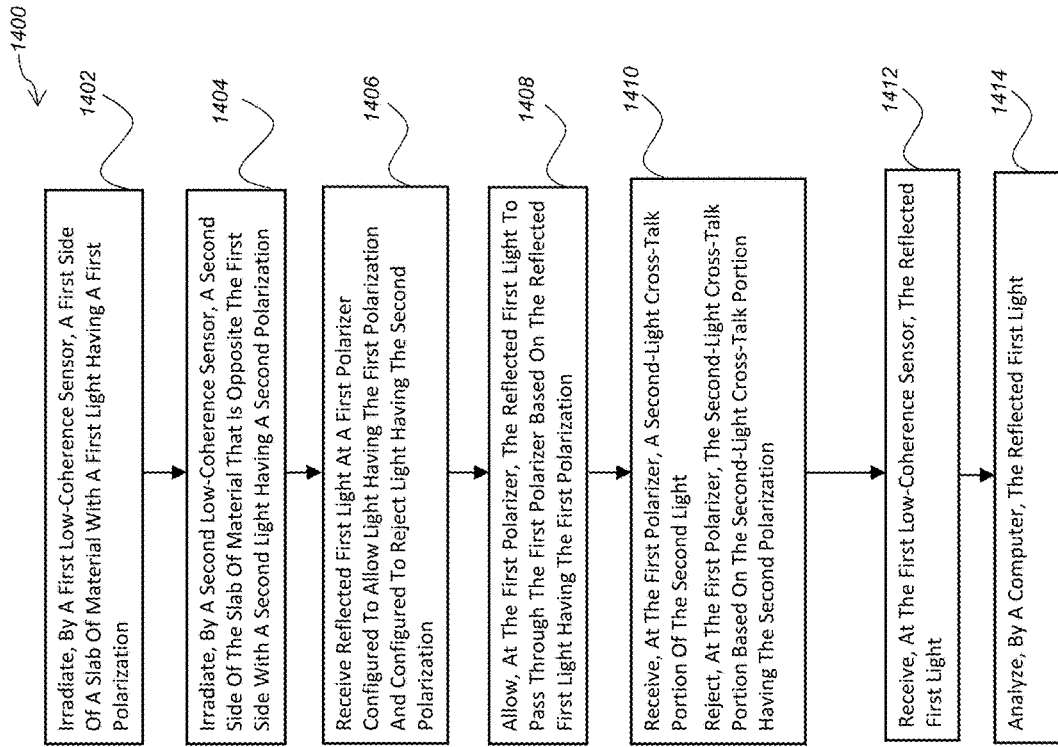 1400
Irradiate, By A First Low-Coherence Sensor, A First Side
Of A Slab Of Material With A First Light Having A First
Polarization
1402
Irradiate, By A Second Low-Coherence Sensor, A Second
Side Of The Slab Of Material That Is Opposite The First
Side With A Second Light Having A Second Polarization
1404
Receive Reflected First Light At A First Polarizer
Configured To Allow Light Having The First Polarization
And Configured To Reject Light Having The Second
Polarization
1406
Allow, At The First Polarizer, The Reflected First Light To
Pass Through The First Polarizer Based On The Reflected
First Light Having The First Polarization
1408
Receive, At The First Polarizer, A Second-Light Cross-Talk
Portion Of The Second Light
Reject, At The First Polarizer, The Second-Light Cross-Talk
Portion Based On The Second-Light Cross-Talk Portion
Having The Second Polarization
1410
Receive, At The First Low-Coherence Sensor, The Reflected
First Light
1412
Analyze, By A Computer, The Reflected First Light
1414